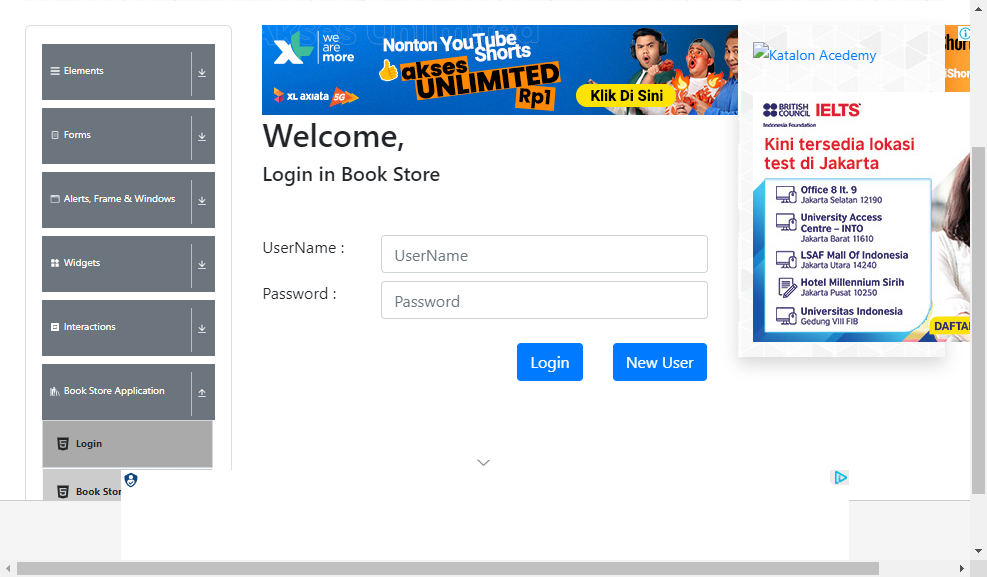 Elements
Forms
Alerts, Frame & Windows
Widgets
Interactions
Book Store Application
Login
Book Stor
XL
we
are
more
Nonton YouTube
Shorts
akses
UNLIMITED
Rp1
XL axiata 5G
Klik Di Sini
Welcome,
Login in Book Store
UserName :
UserName
Password :
Password
Login
New User
Katalon Acedemy
BRITISH
COUNCIL
IELTS
Indonesia Foundation
Kini tersedia lokasi
test di Jakarta
Office 8 lt. 9
Jakarta Selatan 12190
University Access
Centre – INTO
Jakarta Barat 11610
LSAF Mall Of Indonesia
Jakarta Utara 14240
Hotel Millennium Sirih
Jakarta Pusat 10250
Universitas Indonesia
Gedung VIII FIB
DAFTA